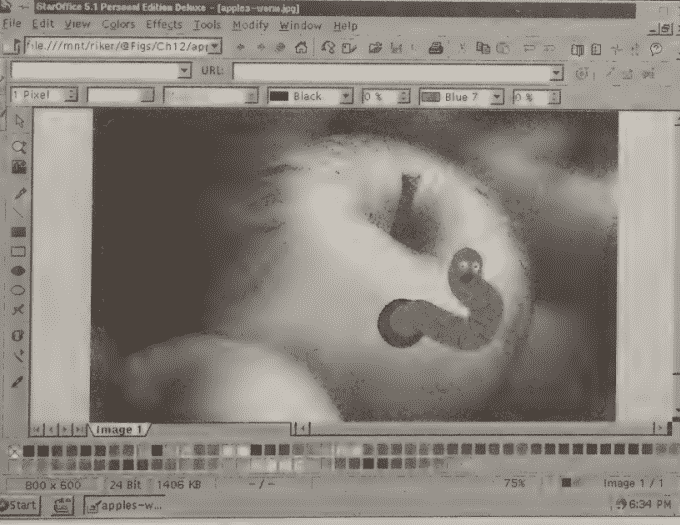 StarOffice 5.1 Personal Edition Deluxe - [apples-worm.jpg]
File Edit View Colors Effects Tools Modify Window Help
file:///mnt/riker/@Figs/Ch12/app
URL:
1 Pixel Black 0 % Blue 7 0 %
Image 1
800 x 600 24 Bit 1406 KB - / - 75% Image 1 / 1
Start apples-w... 6:34 PM